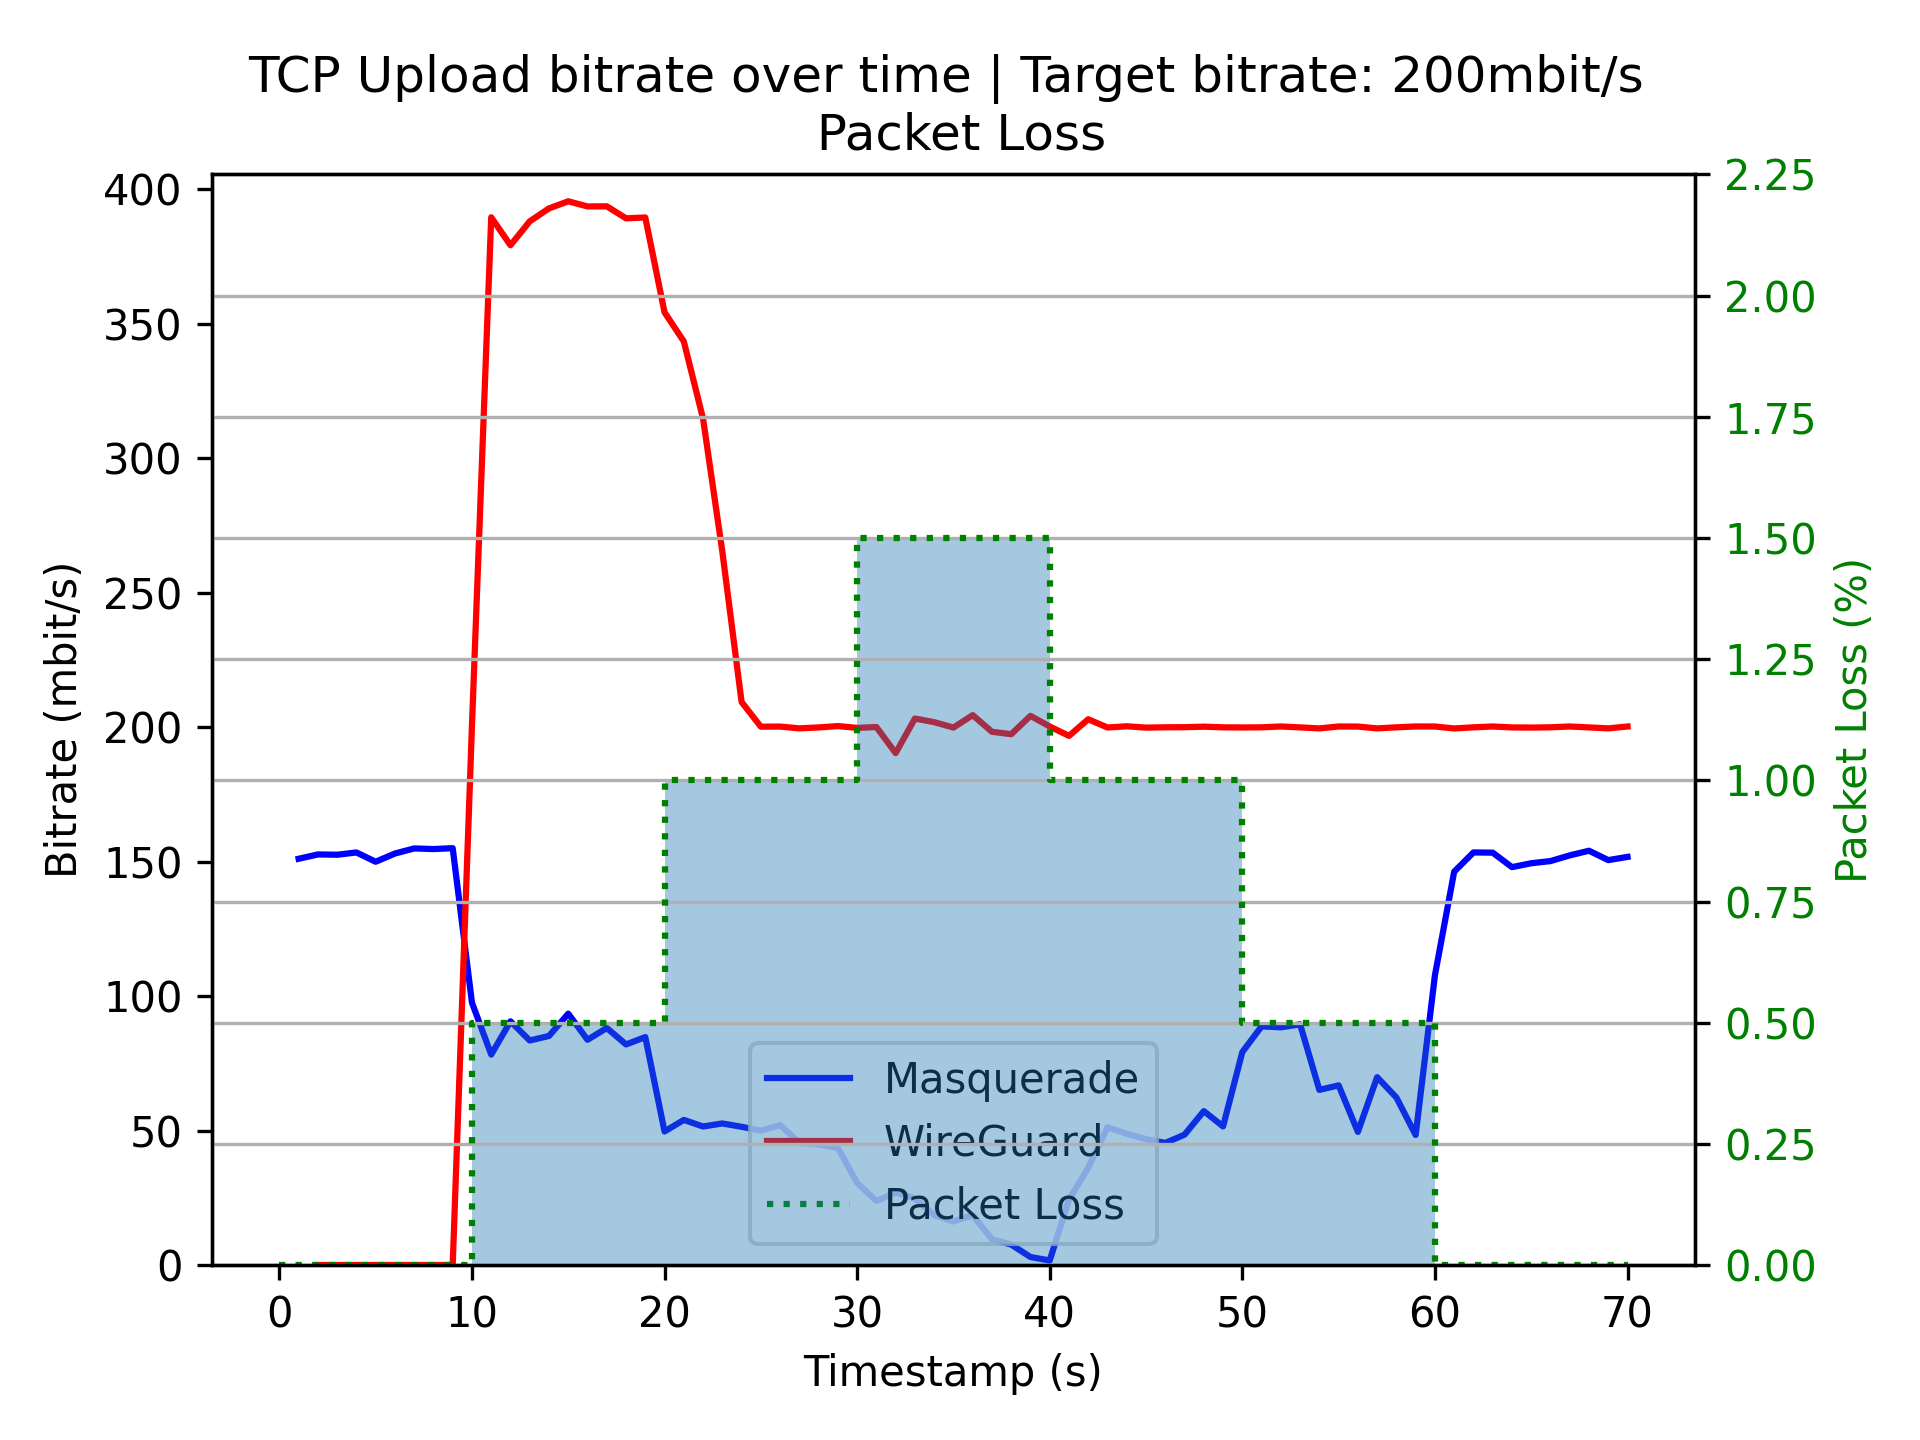 TCP Upload bitrate over time | Target bitrate: 200mbit/s
Packet Loss
400
350
300
250
200
150
100
50
0
Bitrate (mbit/s)
2.25
2.00
1.75
1.50
1.25
1.00
0.75
0.50
0.25
0.00
Packet Loss (%)
Masquerade
WireGuard
Packet Loss
0 10 20 30 40 50 60 70
Timestamp (s)